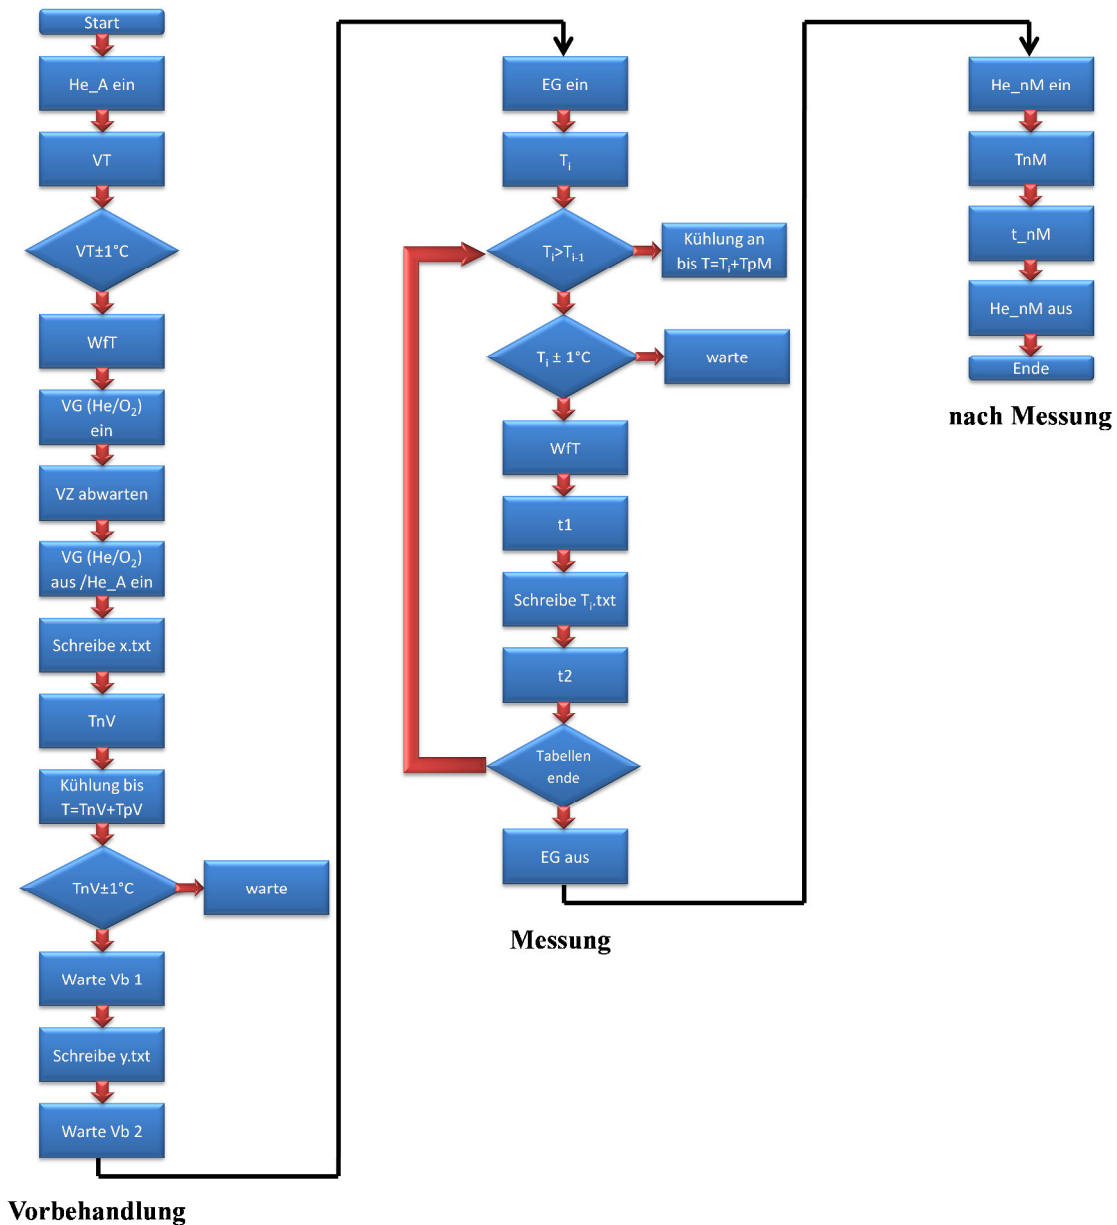 Start
He_A ein
VT
VT±1°C
WfT
VG (He/O₂)
ein
VZ abwarten
VG (He/O₂)
aus /He_A ein
Schreibe x.txt
TnV
Kühlung bis
T=TnV+TpV
TnV±1°C
warte
Warte Vb 1
Schreibe y.txt
Warte Vb 2
Vorbehandlung
EG ein
Tᵢ
Tᵢ>Tᵢ₋₁
Kühlung an
bis T=Tᵢ+TpM
Tᵢ ± 1°C
warte
WfT
t1
Schreibe Tᵢ.txt
t2
Tabellen
ende
EG aus
Messung
He_nM ein
TnM
t_nM
He_nM aus
Ende
nach Messung